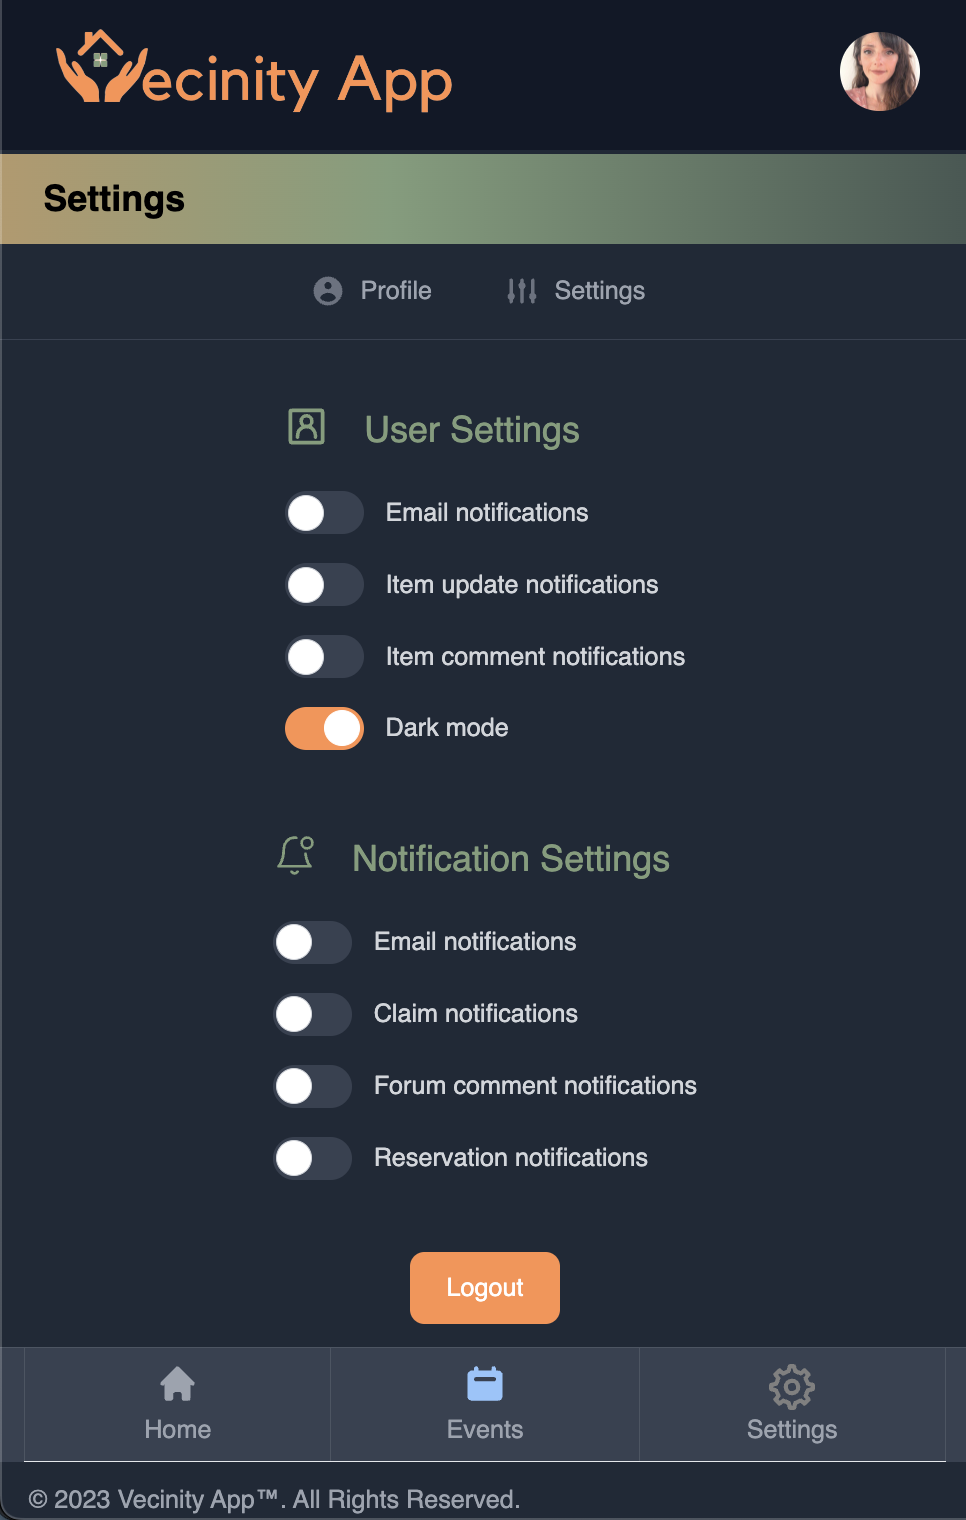 Vecinity App
Settings
Profile Settings
User Settings
Email notifications
Item update notifications
Item comment notifications
Dark mode
Notification Settings
Email notifications
Claim notifications
Forum comment notifications
Reservation notifications
Logout
Home Events Settings
© 2023 Vecinity App™. All Rights Reserved.